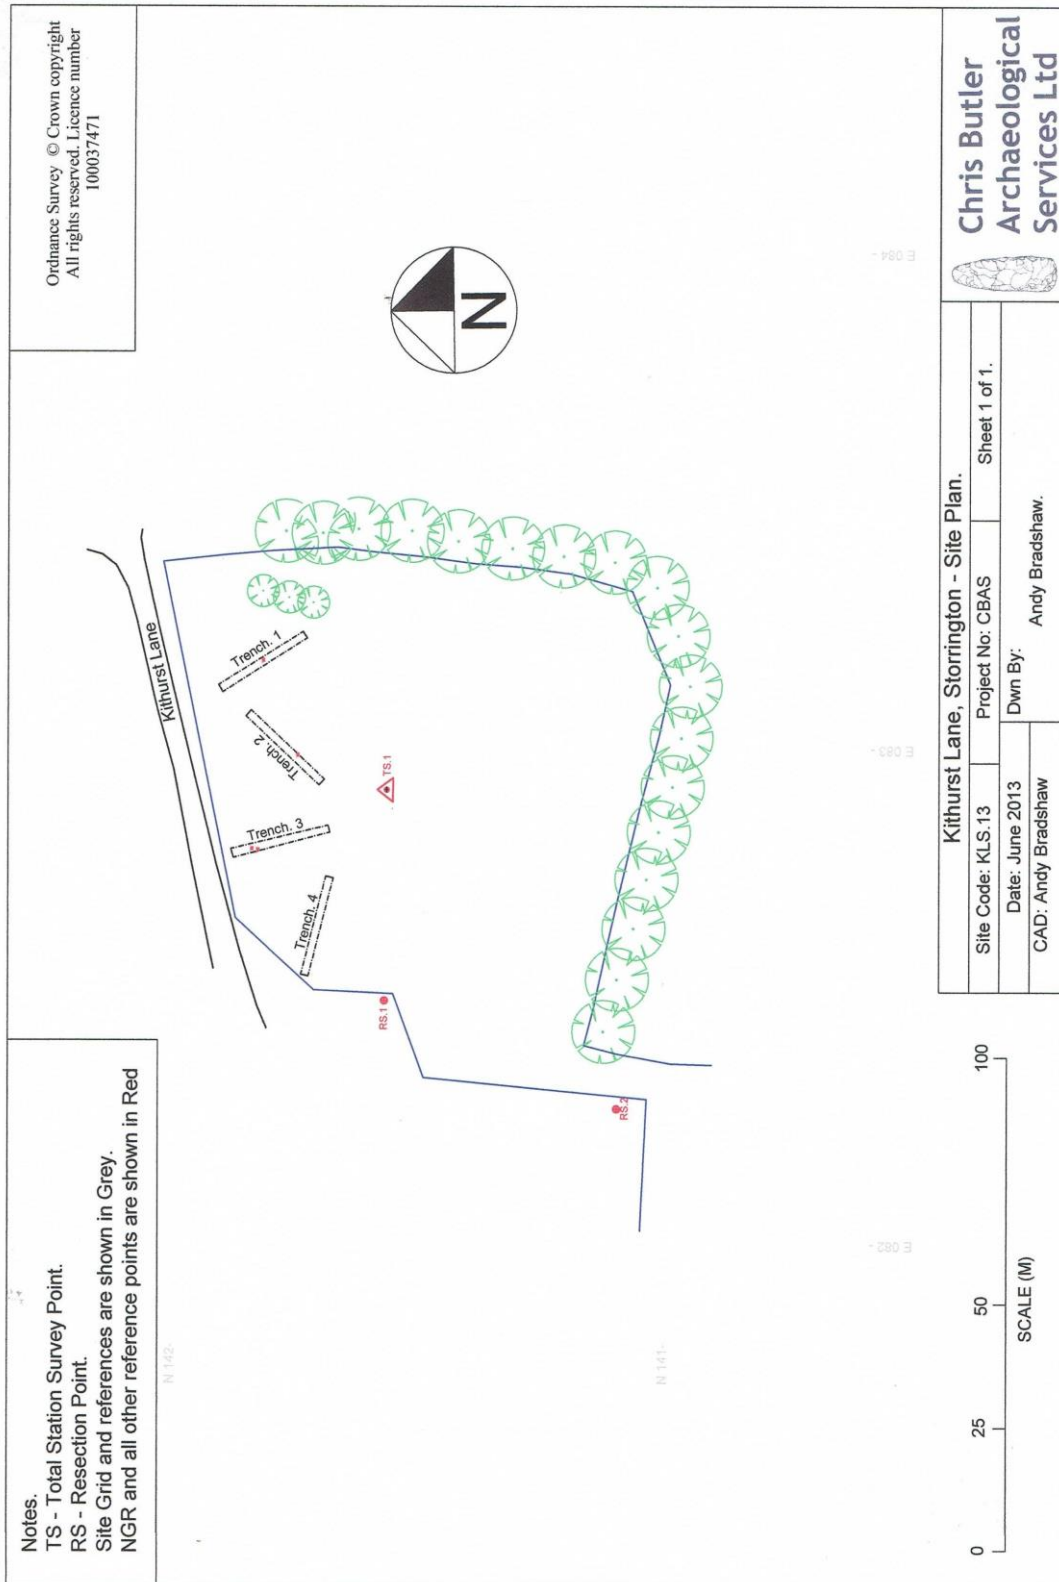 Notes.
TS - Total Station Survey Point.
RS - Resection Point.
Site Grid and references are shown in Grey.
NGR and all other reference points are shown in Red
Ordnance Survey © Crown copyright
All rights reserved. Licence number
100037471
Kithurst Lane
Trench. 1
Trench. 2
Trench. 3
Trench. 4
TS.1
RS.1
RS.2
N
N 142-
N 141-
E 082 -
E 083 -
E 084 -
0
25
50
100
SCALE (M)
Kithurst Lane, Storrington - Site Plan.
Site Code: KLS.13
Project No: CBAS
Sheet 1 of 1.
Date: June 2013
Dwn By:
Andy Bradshaw.
CAD: Andy Bradshaw
Chris Butler
Archaeological
Services Ltd